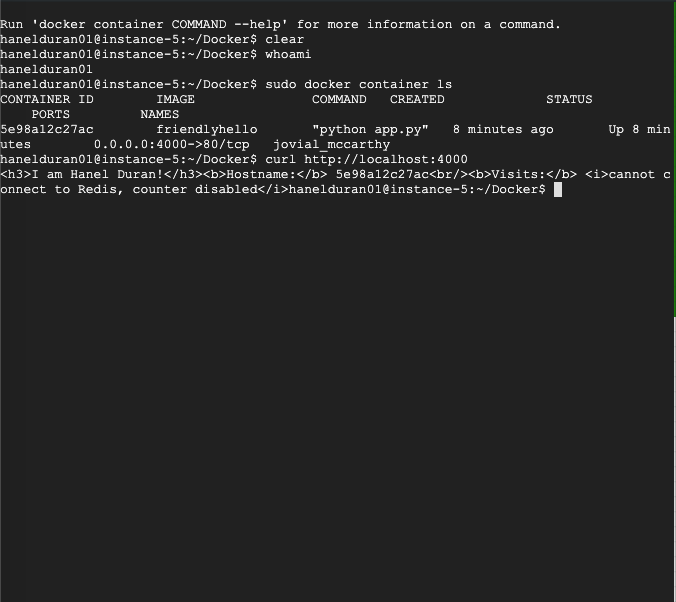 Run 'docker container COMMAND --help' for more information on a command.
hanelduran01@instance-5:~/Docker$ clear
hanelduran01@instance-5:~/Docker$ whoami
hanelduran01
hanelduran01@instance-5:~/Docker$ sudo docker container ls
CONTAINER ID        IMAGE               COMMAND   CREATED             STATUS
    PORTS         NAMES
5e98a12c27ac        friendlyhello       "python app.py"   8 minutes ago       Up 8 min
utes        0.0.0.0:4000->80/tcp   jovial_mccarthy
hanelduran01@instance-5:~/Docker$ curl http://localhost:4000
<h3>I am Hanel Duran!</h3><b>Hostname:</b> 5e98a12c27ac<br/><b>Visits:</b> <i>cannot c
onnect to Redis, counter disabled</i>hanelduran01@instance-5:~/Docker$